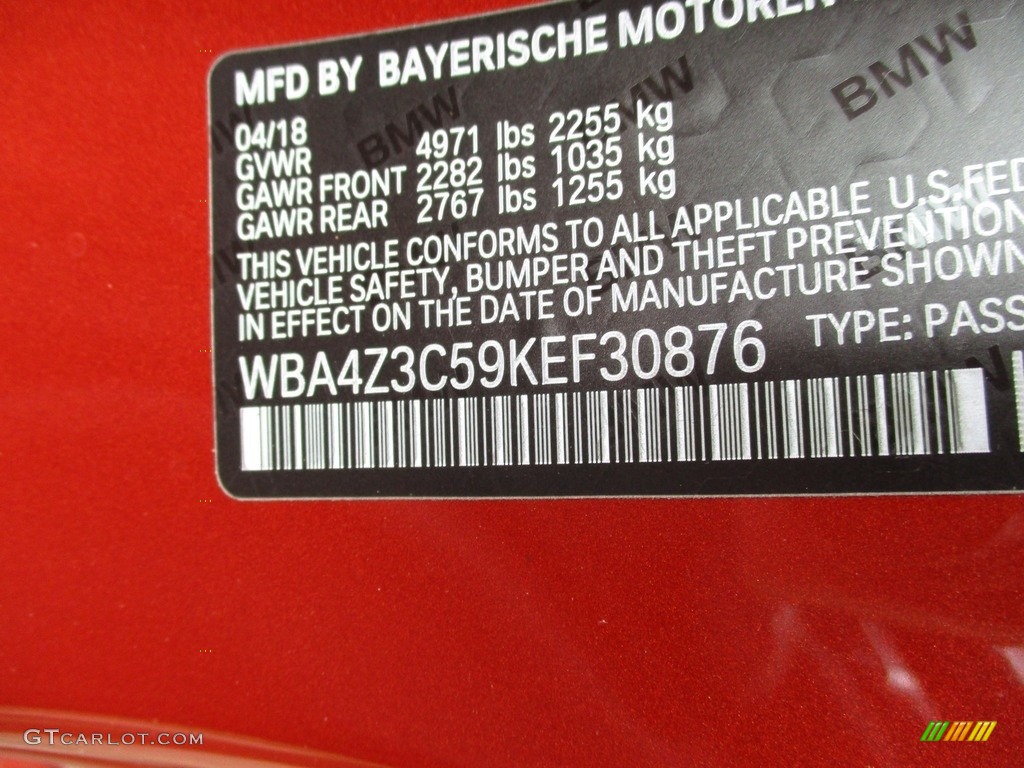 MFD BY BAYERISCHE MOTOREN
04/18
GVWR 4971 lbs 2255 kg
GAWR FRONT 2282 lbs 1035 kg
GAWR REAR 2767 lbs 1255 kg
THIS VEHICLE CONFORMS TO ALL APPLICABLE U.S.FED
VEHICLE SAFETY, BUMPER AND THEFT PREVENTION
IN EFFECT ON THE DATE OF MANUFACTURE SHOWN
WBA4Z3C59KEF30876 TYPE: PASS
BMW
BMW
BMW
GTCARLOT.COM